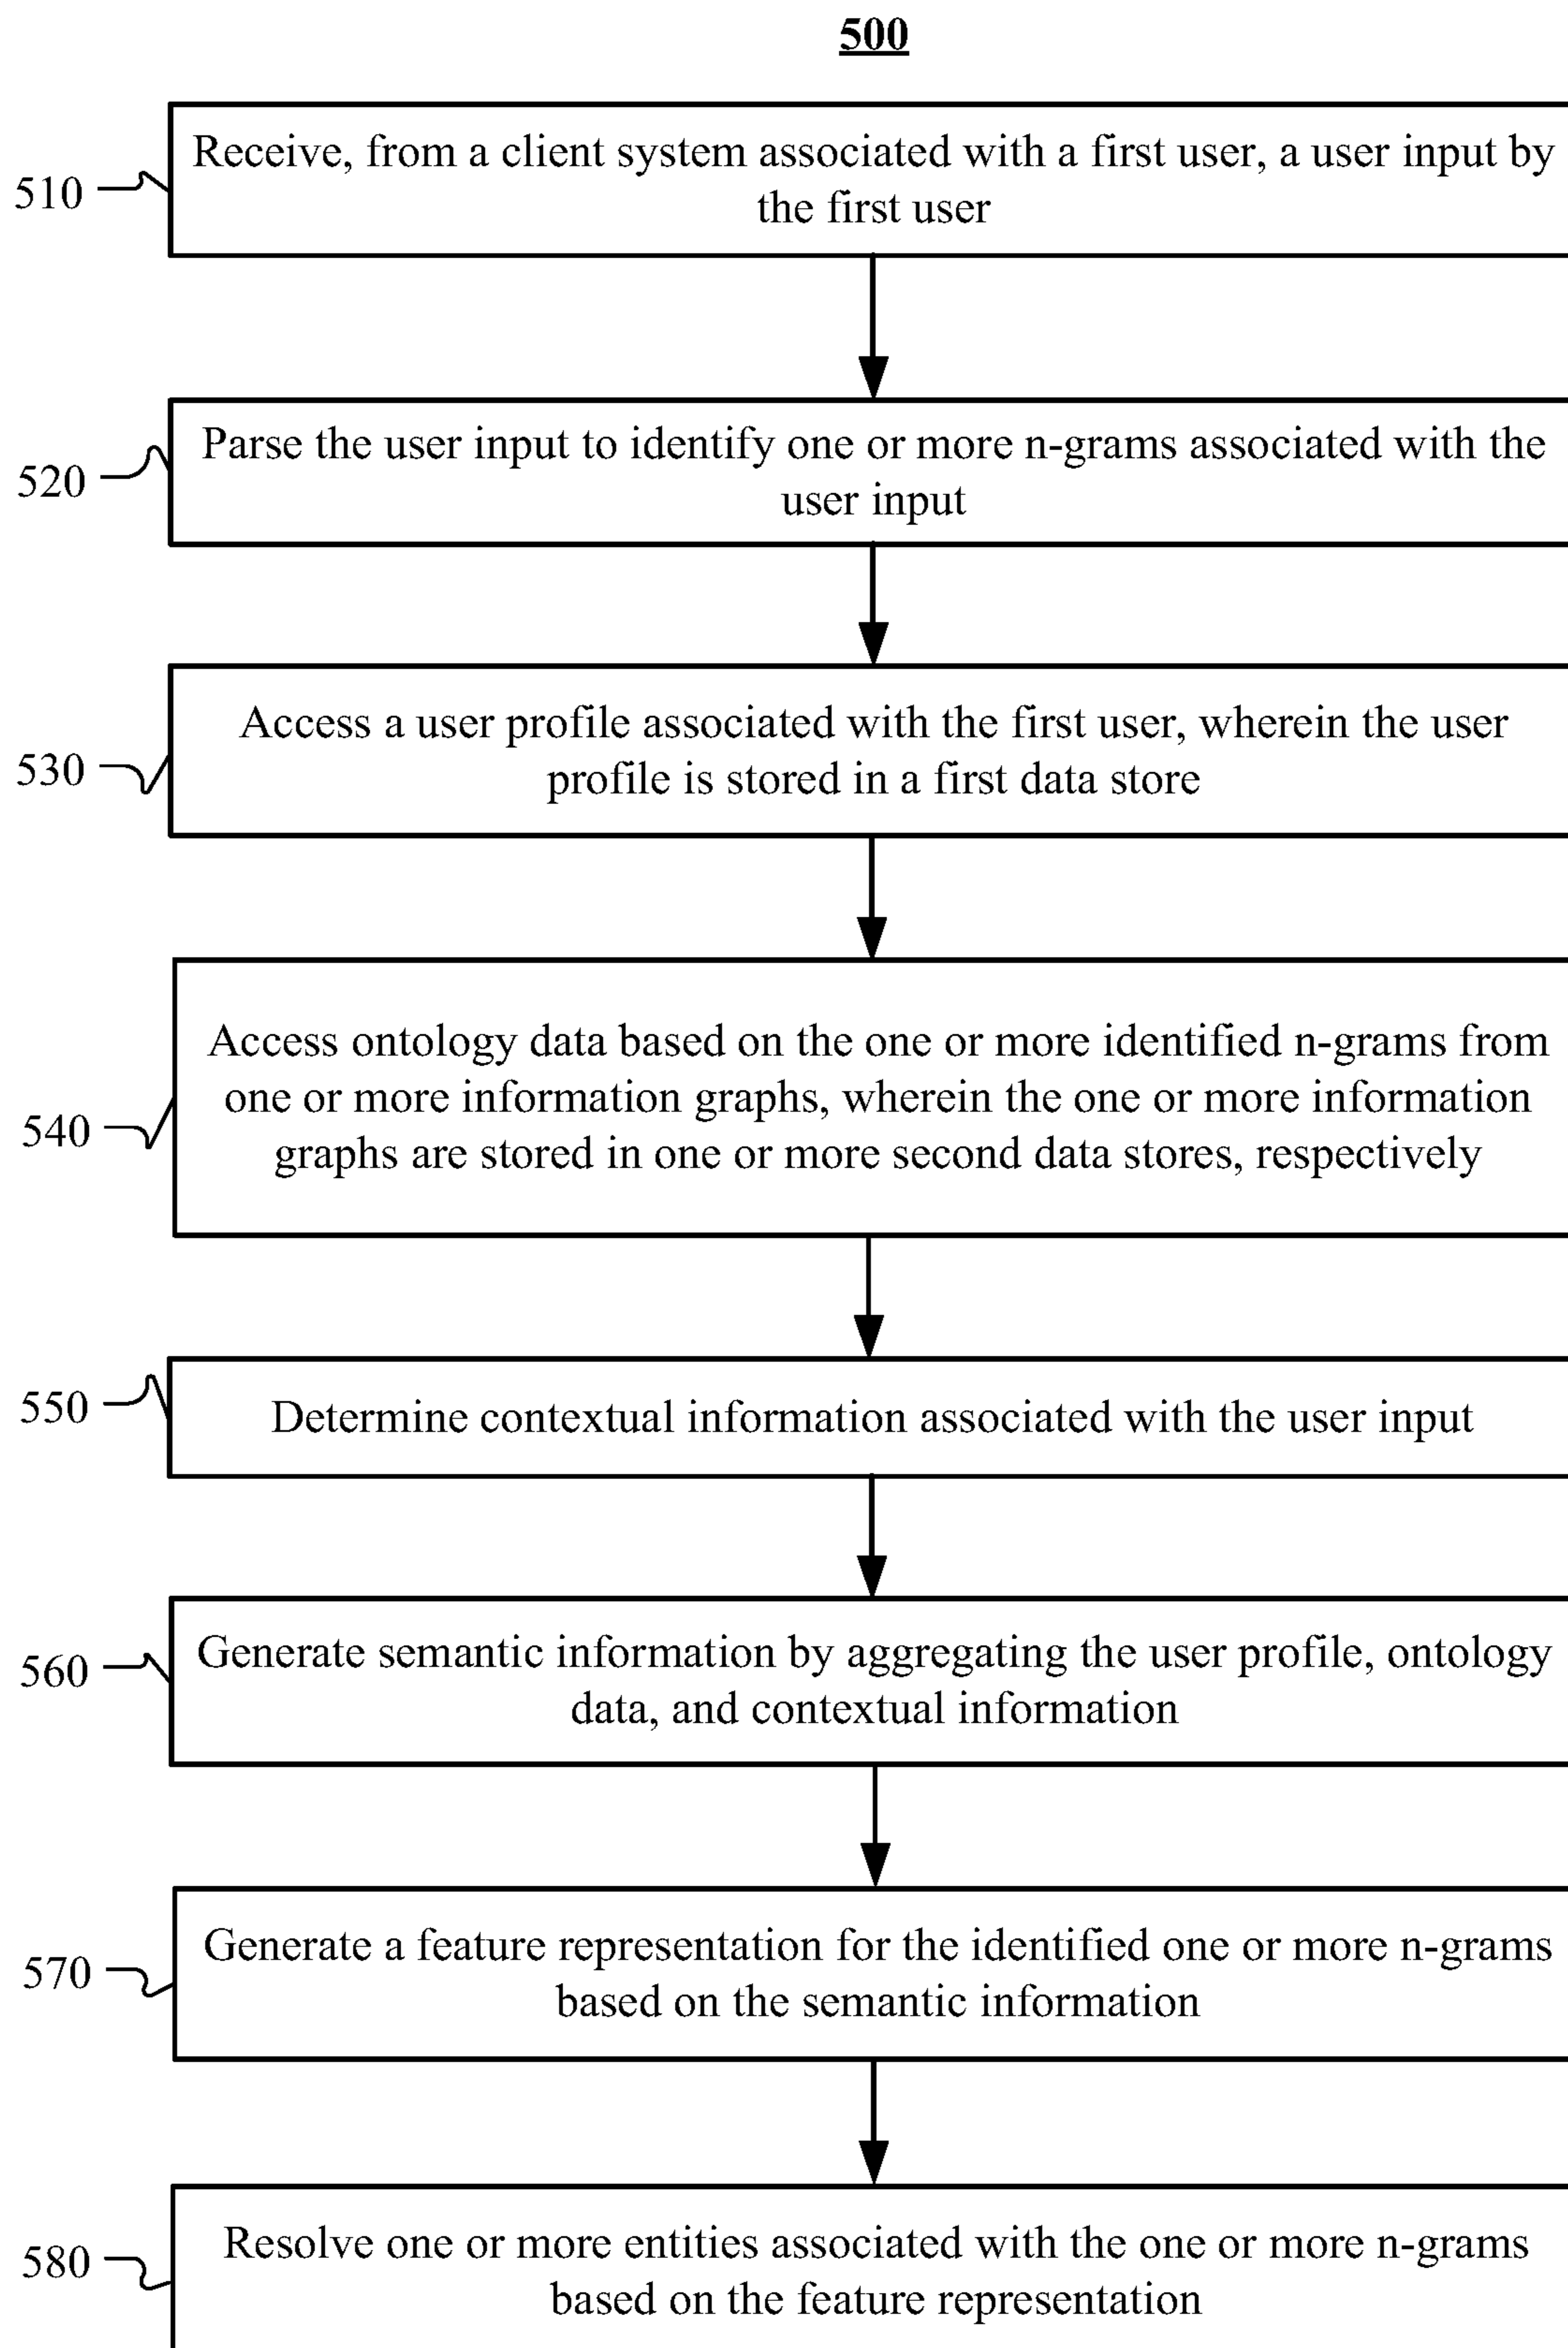 500
510
Receive, from a client system associated with a first user, a user input by
the first user
520
Parse the user input to identify one or more n-grams associated with the
user input
530
Access a user profile associated with the first user, wherein the user
profile is stored in a first data store
540
Access ontology data based on the one or more identified n-grams from
one or more information graphs, wherein the one or more information
graphs are stored in one or more second data stores, respectively
550
Determine contextual information associated with the user input
560
Generate semantic information by aggregating the user profile, ontology
data, and contextual information
570
Generate a feature representation for the identified one or more n-grams
based on the semantic information
580
Resolve one or more entities associated with the one or more n-grams
based on the feature representation